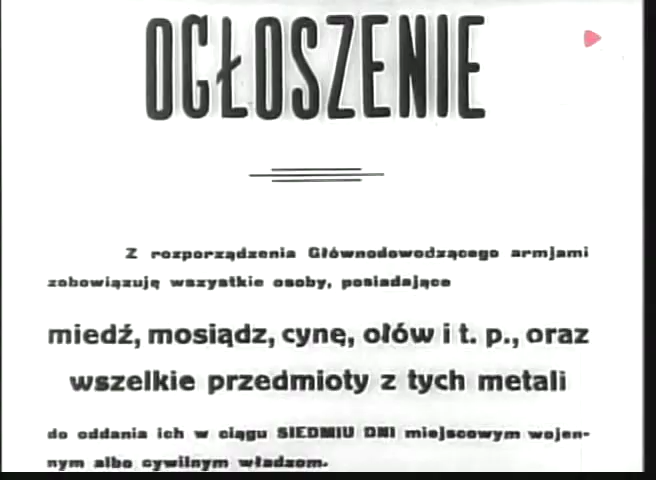 OGŁOSZENIE
Z rozporządzenia Głównodowodzącego armjami
zobowiązuję wszystkie osoby, posiadające
miedź, mosiądz, cynę, ołów i t. p., oraz
wszelkie przedmioty z tych metali
do oddania ich w ciągu SIEDMIU DNI miejscowym wojen-
nym albo cywilnym władzom.